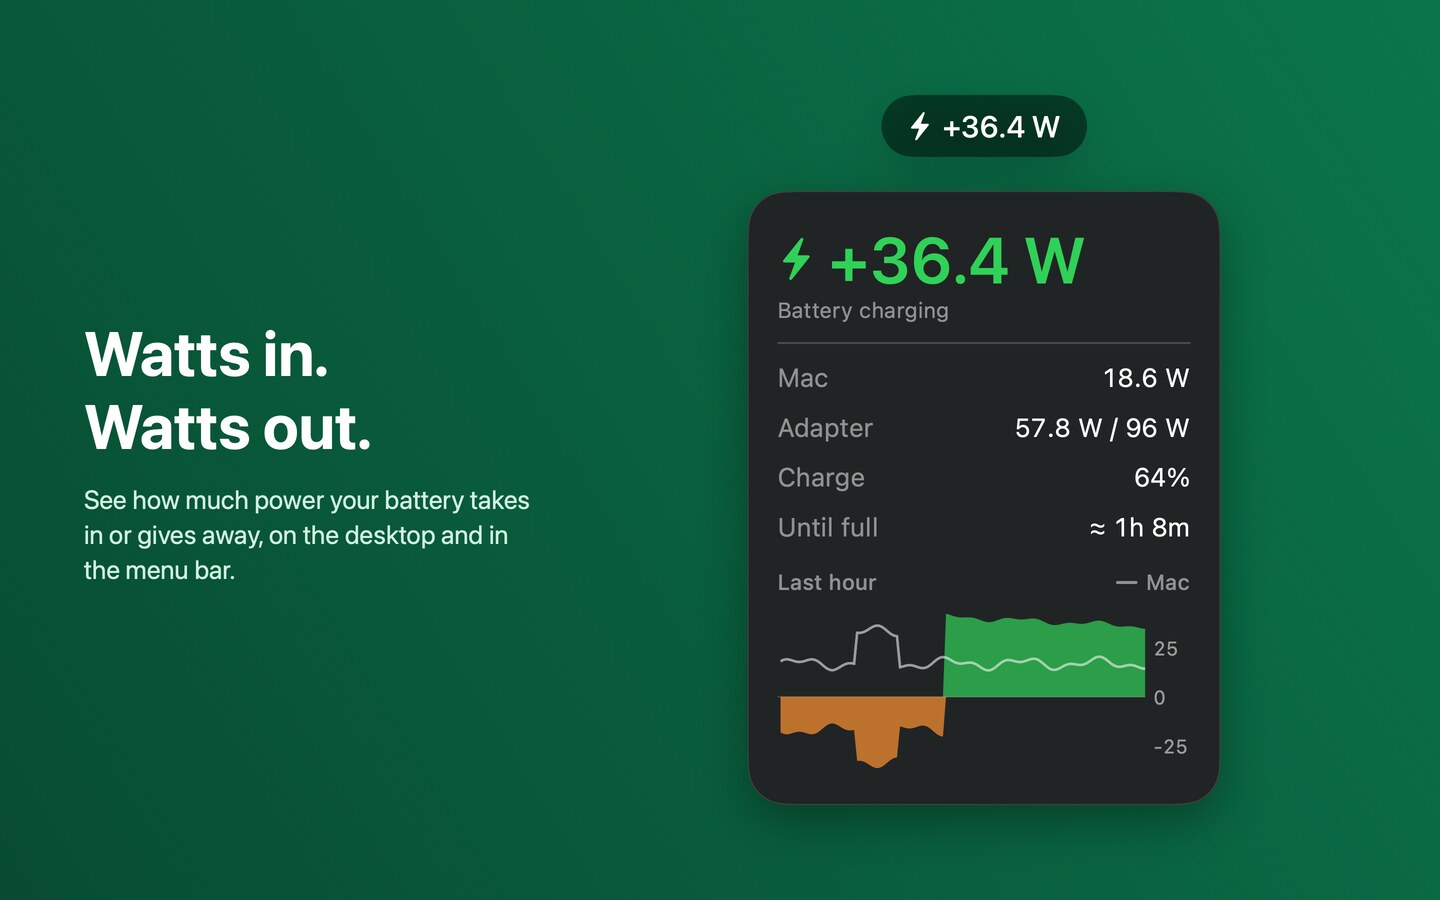 Watts in.
Watts out.
See how much power your battery takes
in or gives away, on the desktop and in
the menu bar.
+36.4 W
+36.4 W
Battery charging
Mac 18.6 W
Adapter 57.8 W / 96 W
Charge 64%
Until full ≈ 1h 8m
Last hour — Mac
25
0
-25